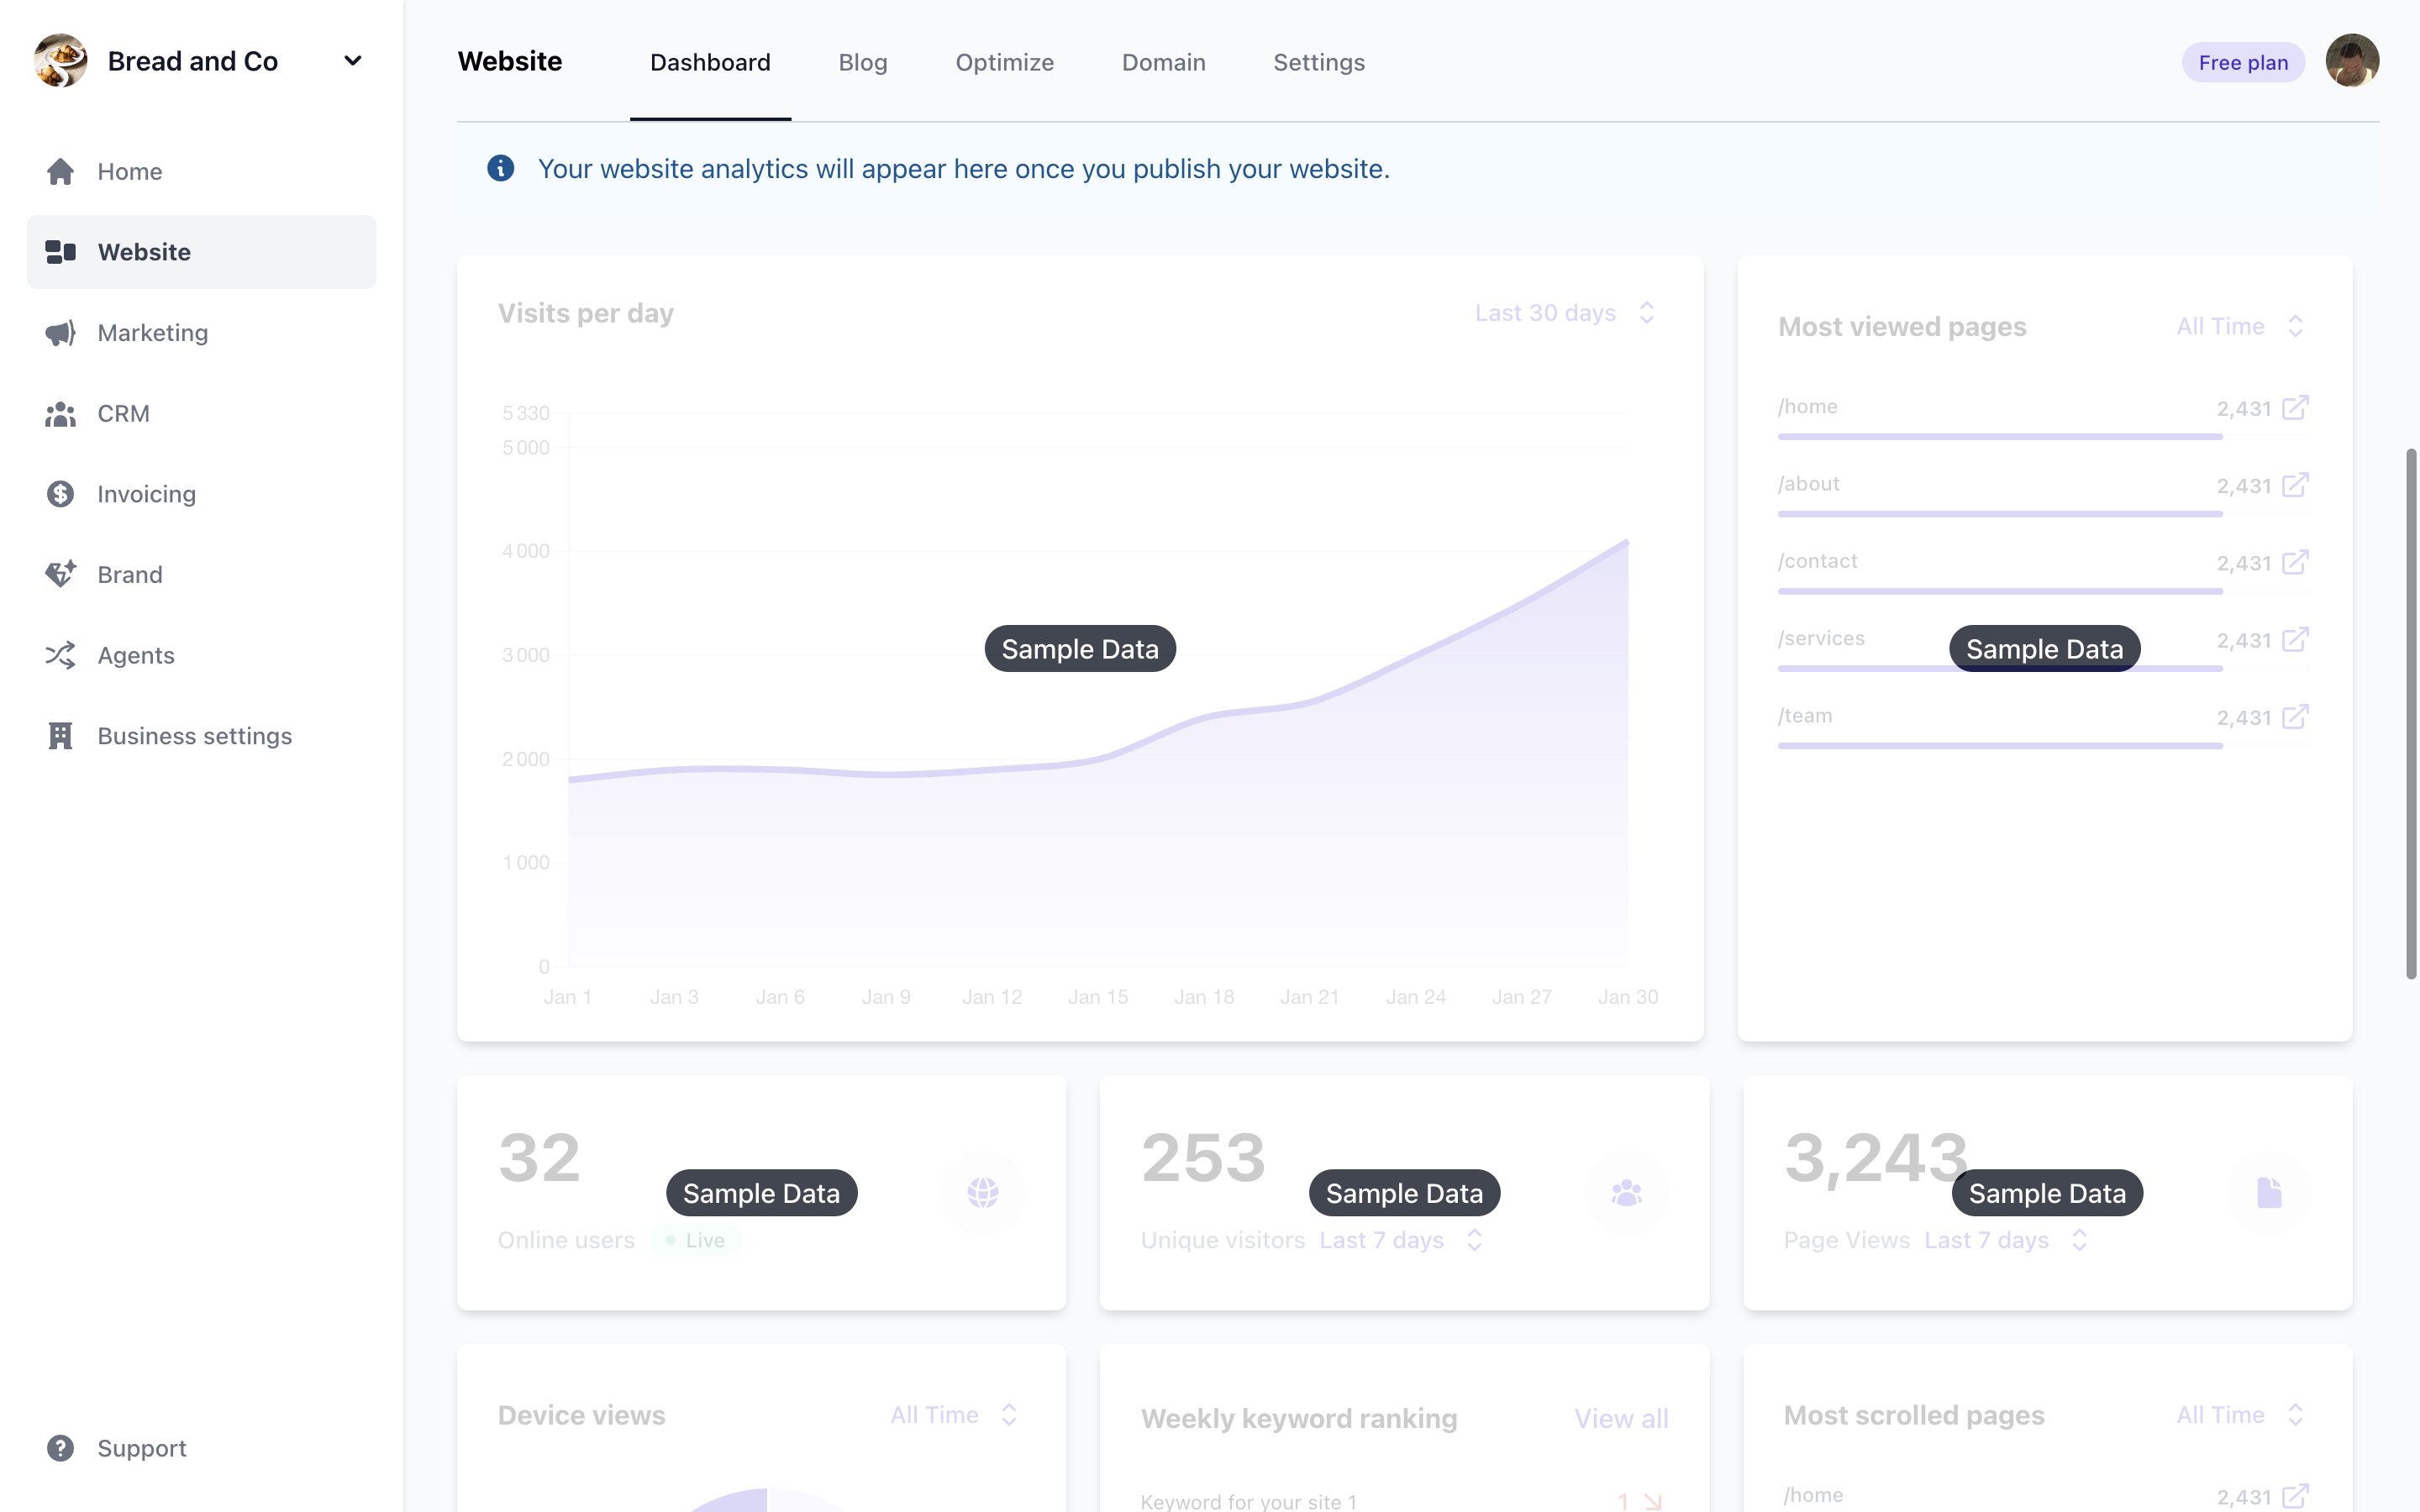 Bread and Co
Home
Website
Marketing
CRM
Invoicing
Brand
Agents
Business settings
Support
Website
Dashboard
Blog
Optimize
Domain
Settings
Free plan
Your website analytics will appear here once you publish your website.
Visits per day
Last 30 days
5 330
5 000
4 000
3 000
2 000
1 000
0
Jan 1 Jan 3 Jan 6 Jan 9 Jan 12 Jan 15 Jan 18 Jan 21 Jan 24 Jan 27 Jan 30
Sample Data
Most viewed pages
All Time
/home 2,431
/about 2,431
/contact 2,431
/services 2,431
/team 2,431
Sample Data
32
Sample Data
Online users Live
253
Sample Data
Unique visitors Last 7 days
3,243
Sample Data
Page Views Last 7 days
Device views
All Time
Weekly keyword ranking
View all
Keyword for your site 1 1
Most scrolled pages
All Time
/home 2,431